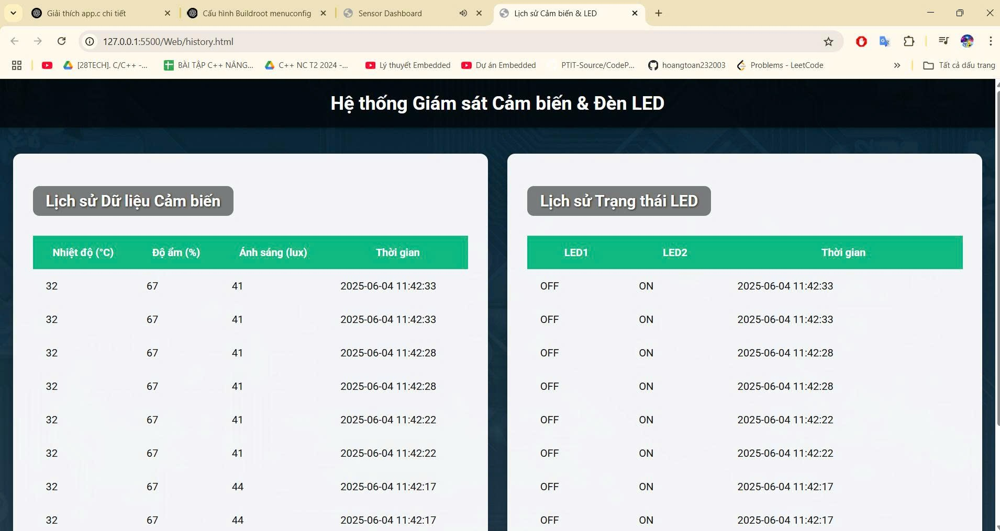 Giải thích app.c chi tiết
Cấu hình Buildroot menuconfig
Sensor Dashboard
Lịch sử Cảm biến & LED
127.0.0.1:5500/Web/history.html
[28TECH]. C/C++ -...
BÀI TẬP C++ NÂNG...
C++ NC T2 2024 -...
Lý thuyết Embedded
Dự án Embedded
PTIT-Source/CodeP...
hoangtoan232003
Problems - LeetCode
Tất cả dấu trang
Hệ thống Giám sát Cảm biến & Đèn LED
Lịch sử Dữ liệu Cảm biến
Nhiệt độ (°C) Độ ẩm (%) Ánh sáng (lux) Thời gian
32 67 41 2025-06-04 11:42:33
32 67 41 2025-06-04 11:42:33
32 67 41 2025-06-04 11:42:28
32 67 41 2025-06-04 11:42:28
32 67 41 2025-06-04 11:42:22
32 67 41 2025-06-04 11:42:22
32 67 44 2025-06-04 11:42:17
32 67 44 2025-06-04 11:42:17
Lịch sử Trạng thái LED
LED1 LED2 Thời gian
OFF ON 2025-06-04 11:42:33
OFF ON 2025-06-04 11:42:33
OFF ON 2025-06-04 11:42:28
OFF ON 2025-06-04 11:42:28
OFF ON 2025-06-04 11:42:22
OFF ON 2025-06-04 11:42:22
OFF ON 2025-06-04 11:42:17
OFF ON 2025-06-04 11:42:17